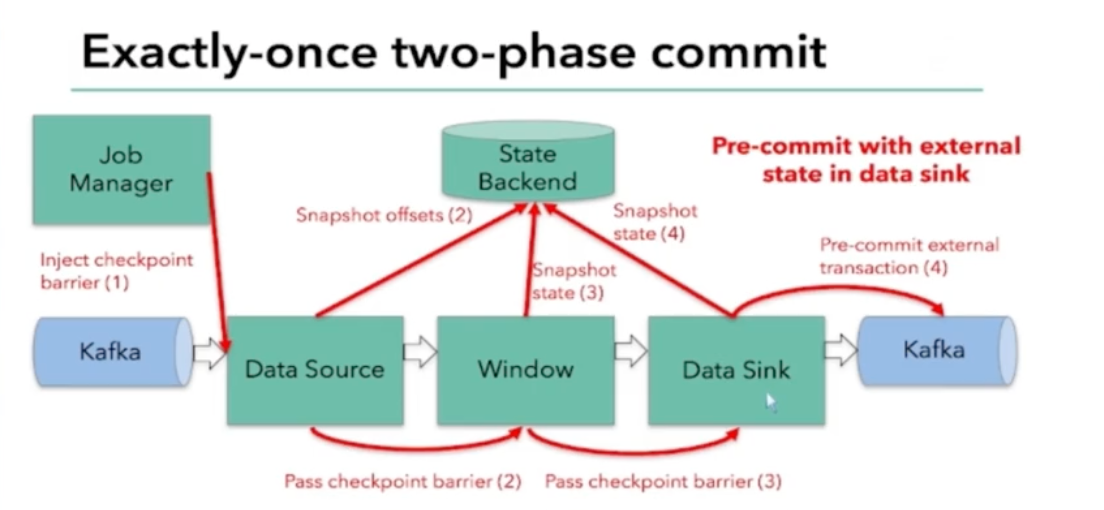 Exactly-once two-phase commit
Job
Manager
State
Backend
Pre-commit with external
state in data sink
Snapshot offsets (2)
Snapshot
state (4)
Inject checkpoint
barrier (1)
Snapshot
state (3)
Pre-commit external
transaction (4)
Kafka
Data Source
Window
Data Sink
Kafka
Pass checkpoint barrier (2)
Pass checkpoint barrier (3)